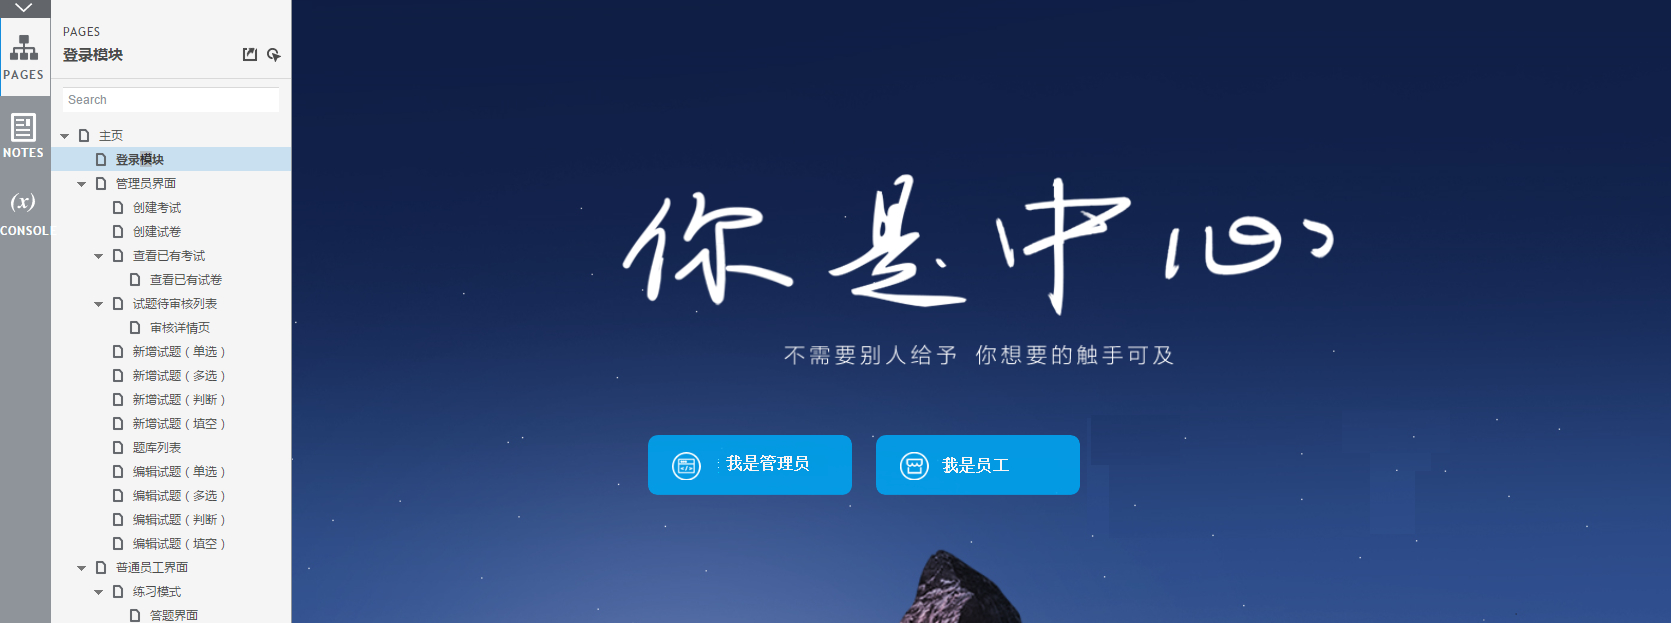 PAGES
登录模块
PAGES
Search
NOTES
(x)
CONSOL
主页
登录模块
管理员界面
创建考试
创建试卷
查看已有考试
查看已有试卷
试题待审核列表
审核详情页
新增试题（单选）
新增试题（多选）
新增试题（判断）
新增试题（填空）
题库列表
编辑试题（单选）
编辑试题（多选）
编辑试题（判断）
编辑试题（填空）
普通员工界面
练习模式
答题界面
你是中心
不需要别人给予 你想要的触手可及
我是管理员
我是员工